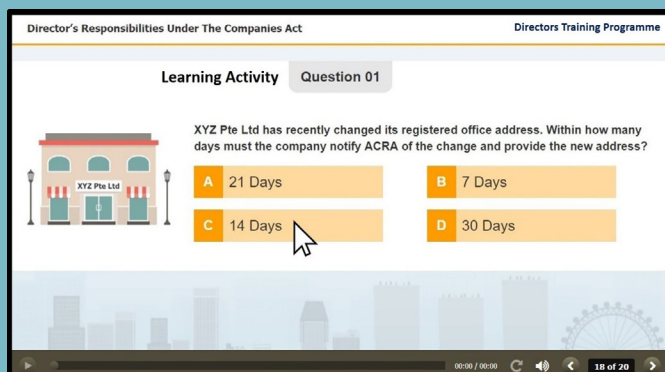 Director's Responsibilities Under The Companies Act
Directors Training Programme
Learning Activity
Question 01
XYZ Pte Ltd has recently changed its registered office address. Within how many
days must the company notify ACRA of the change and provide the new address?
XYZ Pte Ltd
A 21 Days
B 7 Days
C 14 Days
D 30 Days
00:00 / 00:00
18 of 20